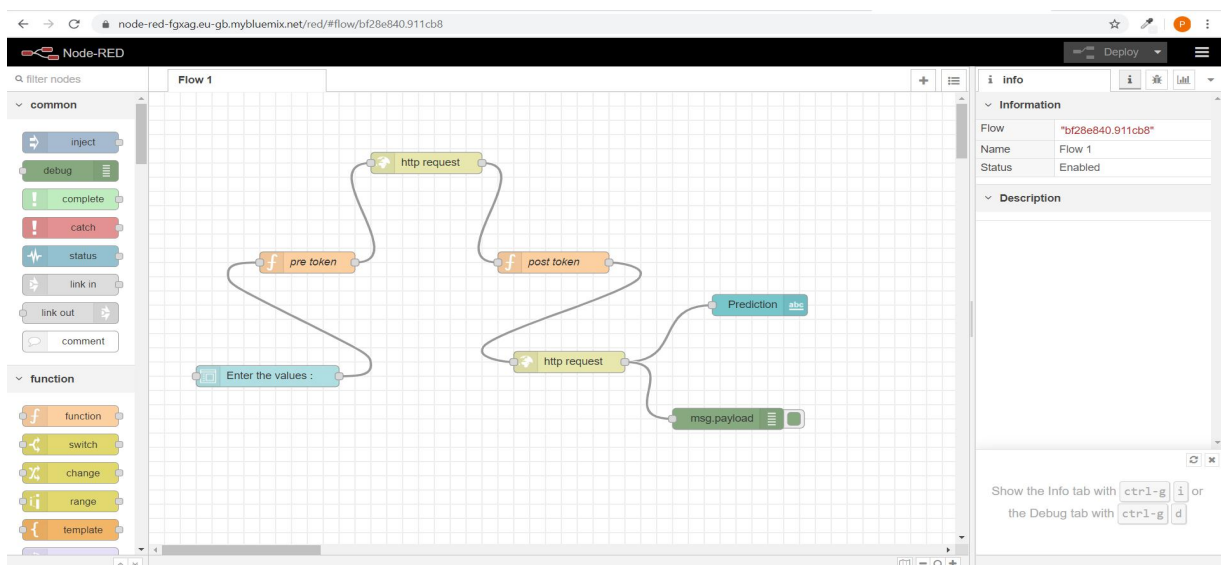 node-red-fgxag.eu-gb.mybluemix.net/red/#flow/bf28e840.911cb8
P
Node-RED
Deploy
filter nodes
Flow 1
i info
i
common
inject
debug
complete
catch
status
link in
link out
comment
function
function
switch
change
range
template
http request
pre token
post token
Prediction abc
http request
Enter the values :
msg.payload
Information
Flow "bf28e840.911cb8"
Name Flow 1
Status Enabled
Description
Show the Info tab with ctrl-g i or
the Debug tab with ctrl-g d